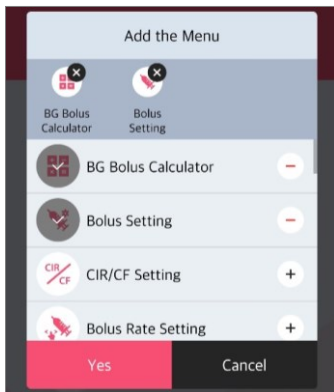 Add the Menu
BG Bolus
Calculator
Bolus
Setting
BG Bolus Calculator
Bolus Setting
CIR/CF
CIR/CF Setting
Bolus Rate Setting
Yes
Cancel